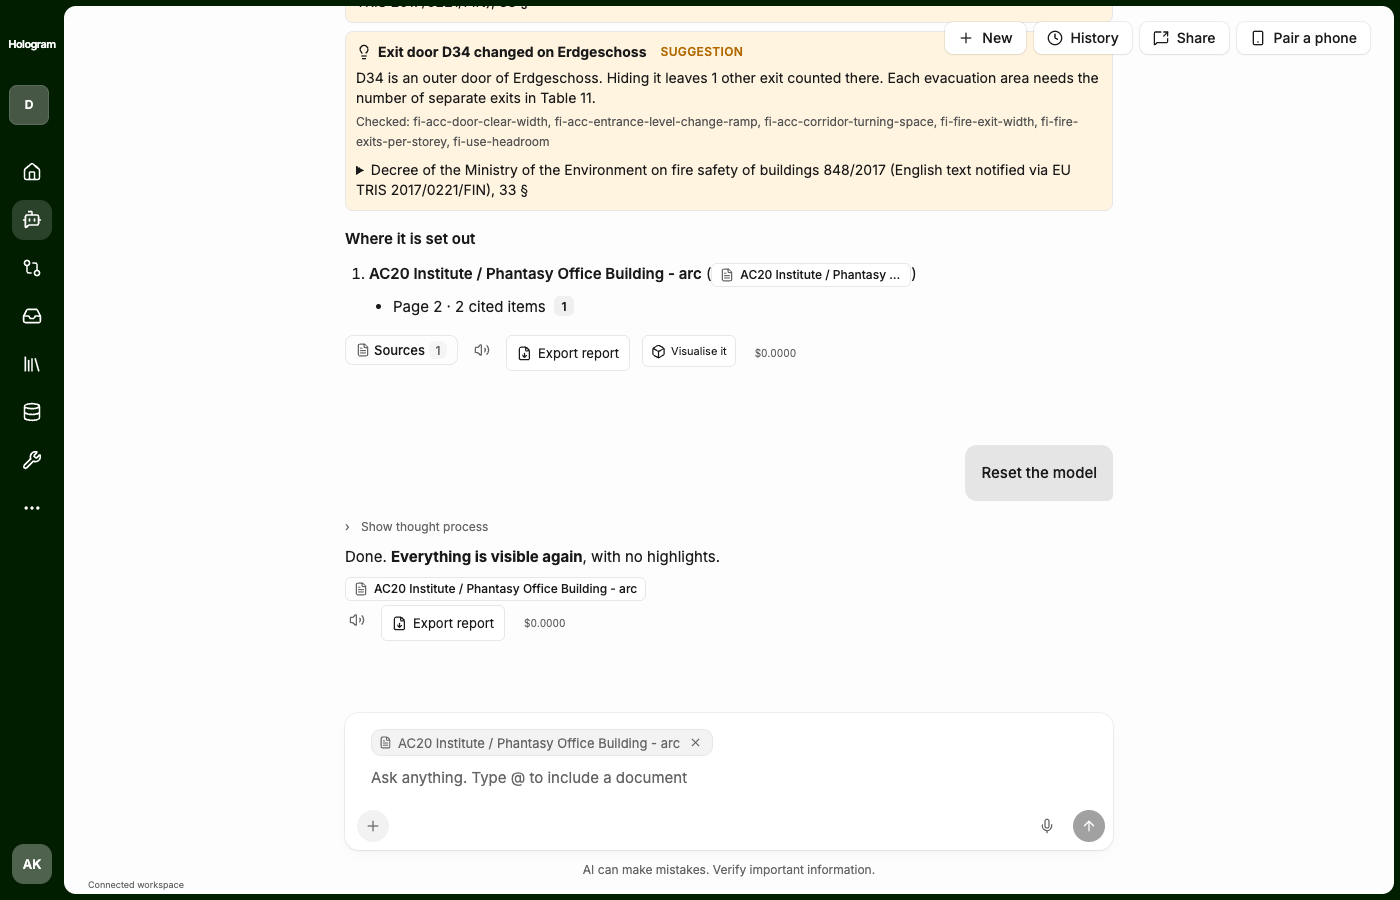 Hologram
D
AK
New
History
Share
Pair a phone
Exit door D34 changed on Erdgeschoss SUGGESTION
D34 is an outer door of Erdgeschoss. Hiding it leaves 1 other exit counted there. Each evacuation area needs the
number of separate exits in Table 11.
Checked: fi-acc-door-clear-width, fi-acc-entrance-level-change-ramp, fi-acc-corridor-turning-space, fi-fire-exit-width, fi-fire-
exits-per-storey, fi-use-headroom
Decree of the Ministry of the Environment on fire safety of buildings 848/2017 (English text notified via EU
TRIS 2017/0221/FIN), 33 §
Where it is set out
1. AC20 Institute / Phantasy Office Building - arc (AC20 Institute / Phantasy ...)
• Page 2 · 2 cited items 1
Sources 1
Export report
Visualise it
$0.0000
Reset the model
Show thought process
Done. Everything is visible again, with no highlights.
AC20 Institute / Phantasy Office Building - arc
Export report
$0.0000
AC20 Institute / Phantasy Office Building - arc
Ask anything. Type @ to include a document
AI can make mistakes. Verify important information.
Connected workspace